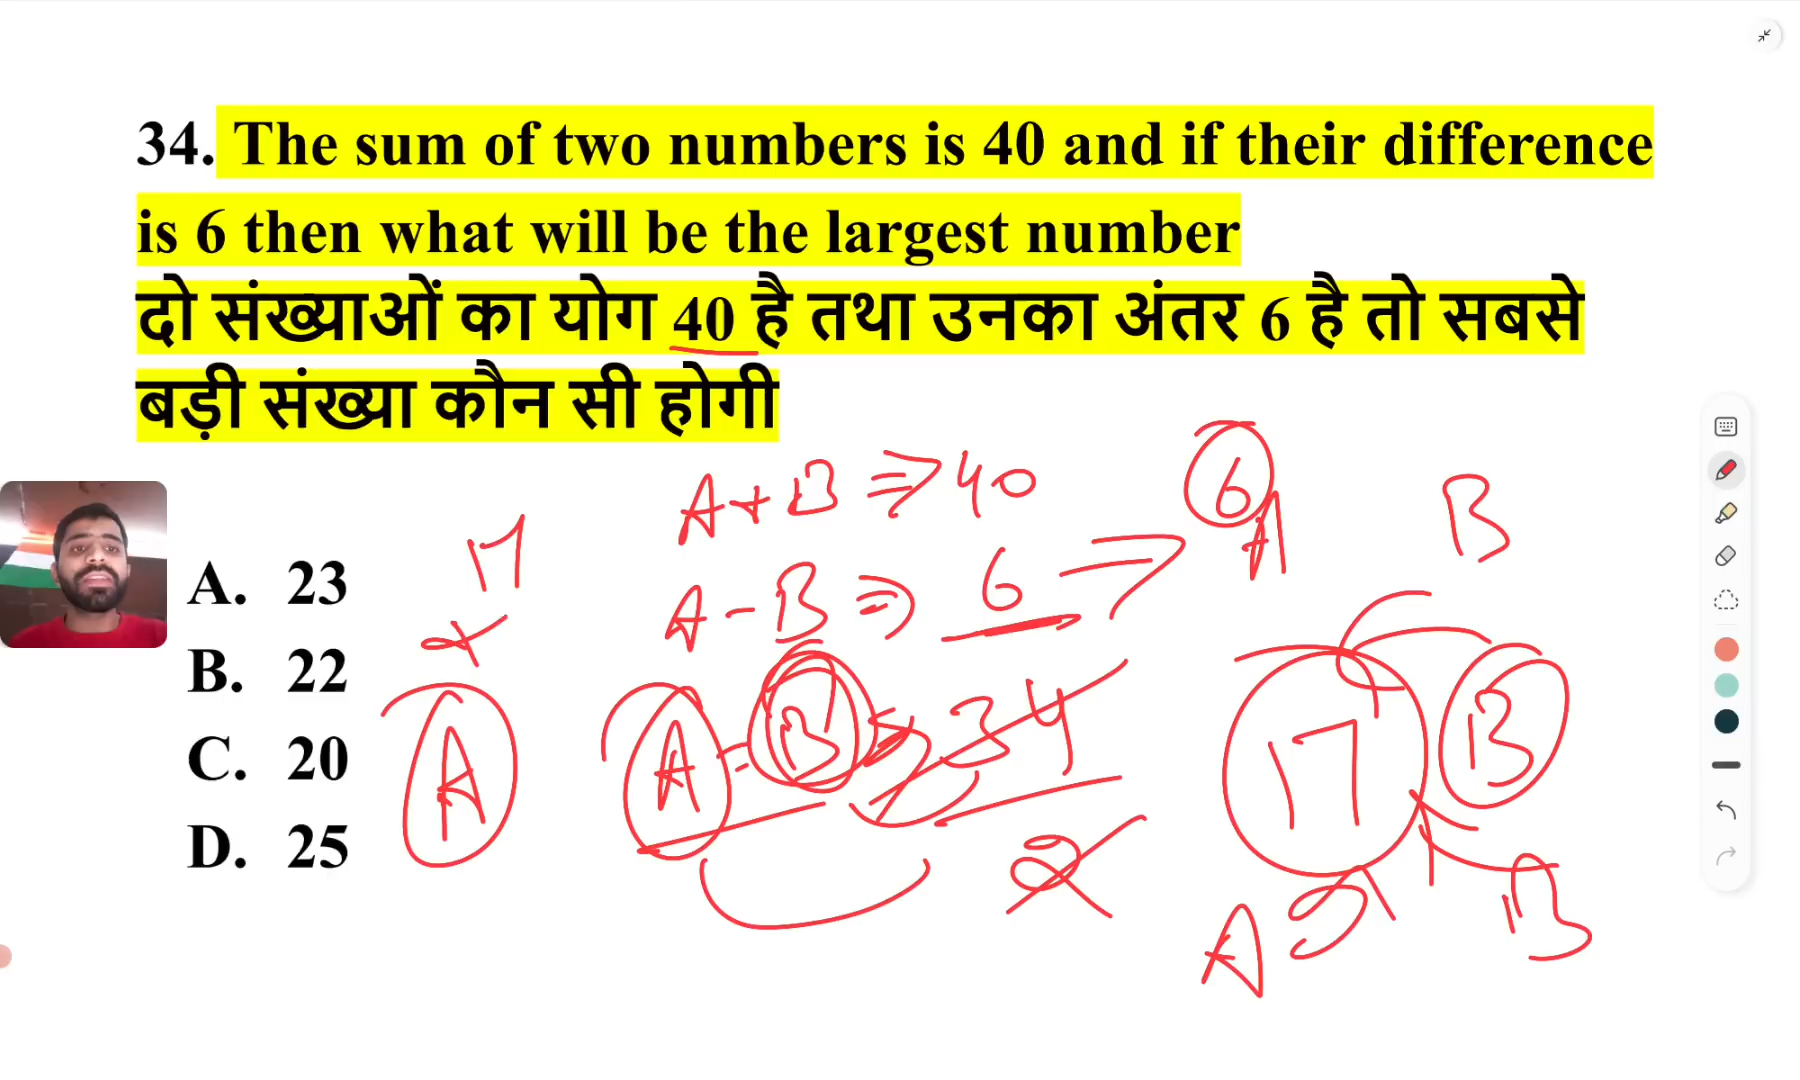 34. The sum of two numbers is 40 and if their difference
is 6 then what will be the largest number
दो संख्याओं का योग 40 है तथा उनका अंतर 6 है तो सबसे
बड़ी संख्या कौन सी होगी
A+B ⇒ 40
6
A
B
A-B ⇒ 6 ⇒
A. 23
B. 22
C. 20
D. 25
17
A
A = B
34
2
17
B
A
B